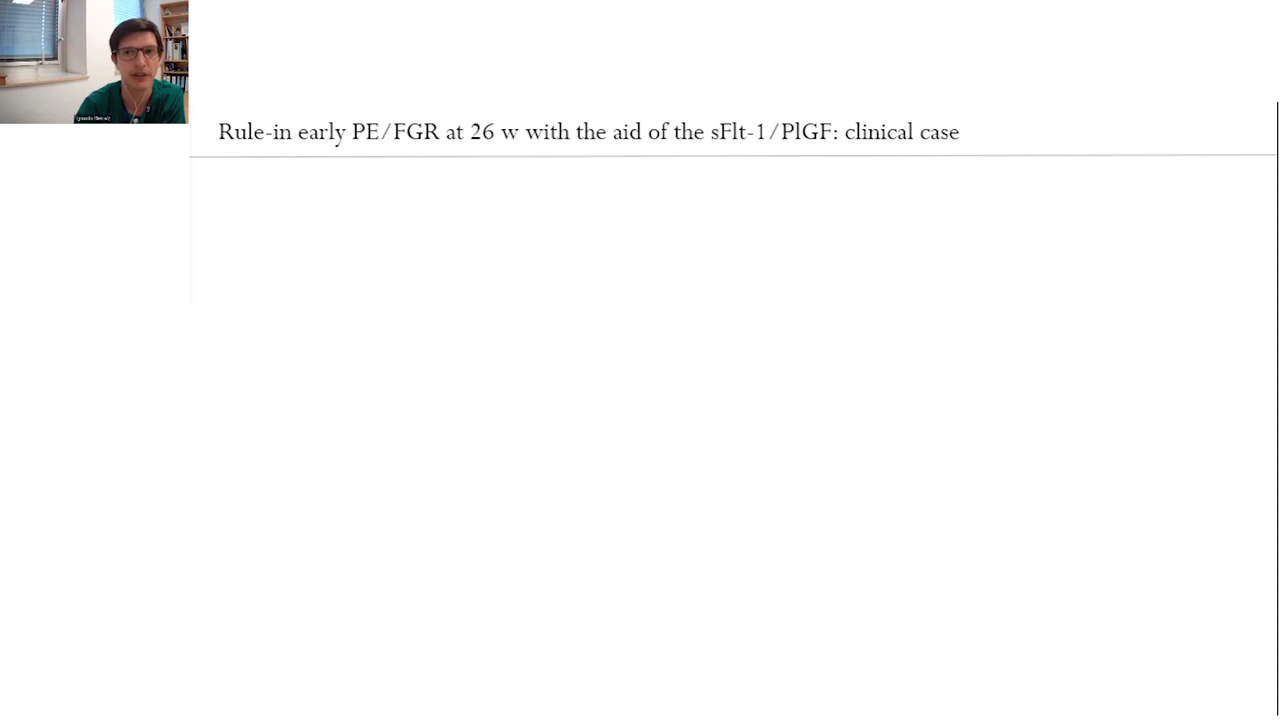 Rule-in early PE/FGR at 26 w with the aid of the sFlt-1/PlGF: clinical case